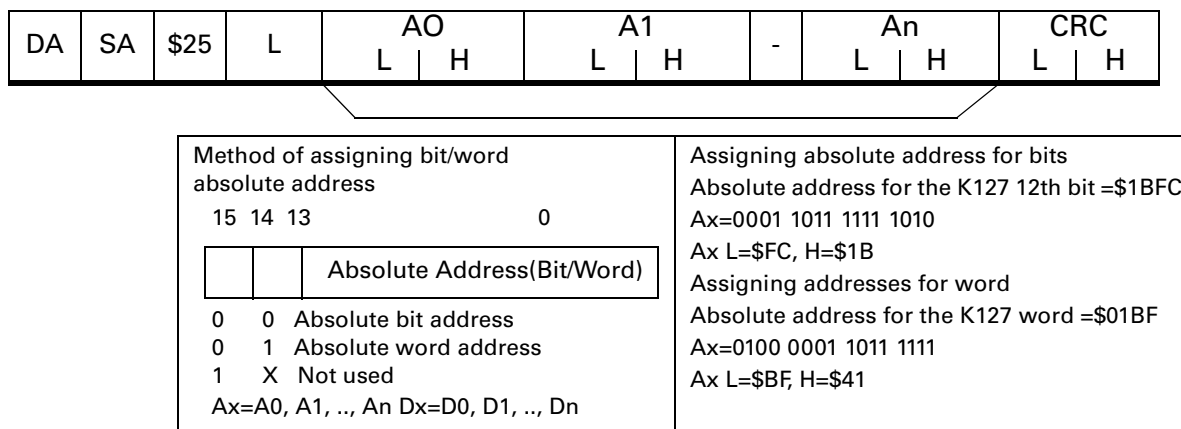 DA SA $25 L AO A1 - An CRC
L H L H L H L H
Method of assigning bit/word
absolute address
15 14 13 0
Absolute Address(Bit/Word)
0 0 Absolute bit address
0 1 Absolute word address
1 X Not used
Ax=A0, A1, .., An Dx=D0, D1, .., Dn
Assigning absolute address for bits
Absolute address for the K127 12th bit =$1BFC
Ax=0001 1011 1111 1010
Ax L=$FC, H=$1B
Assigning addresses for word
Absolute address for the K127 word =$01BF
Ax=0100 0001 1011 1111
Ax L=$BF, H=$41